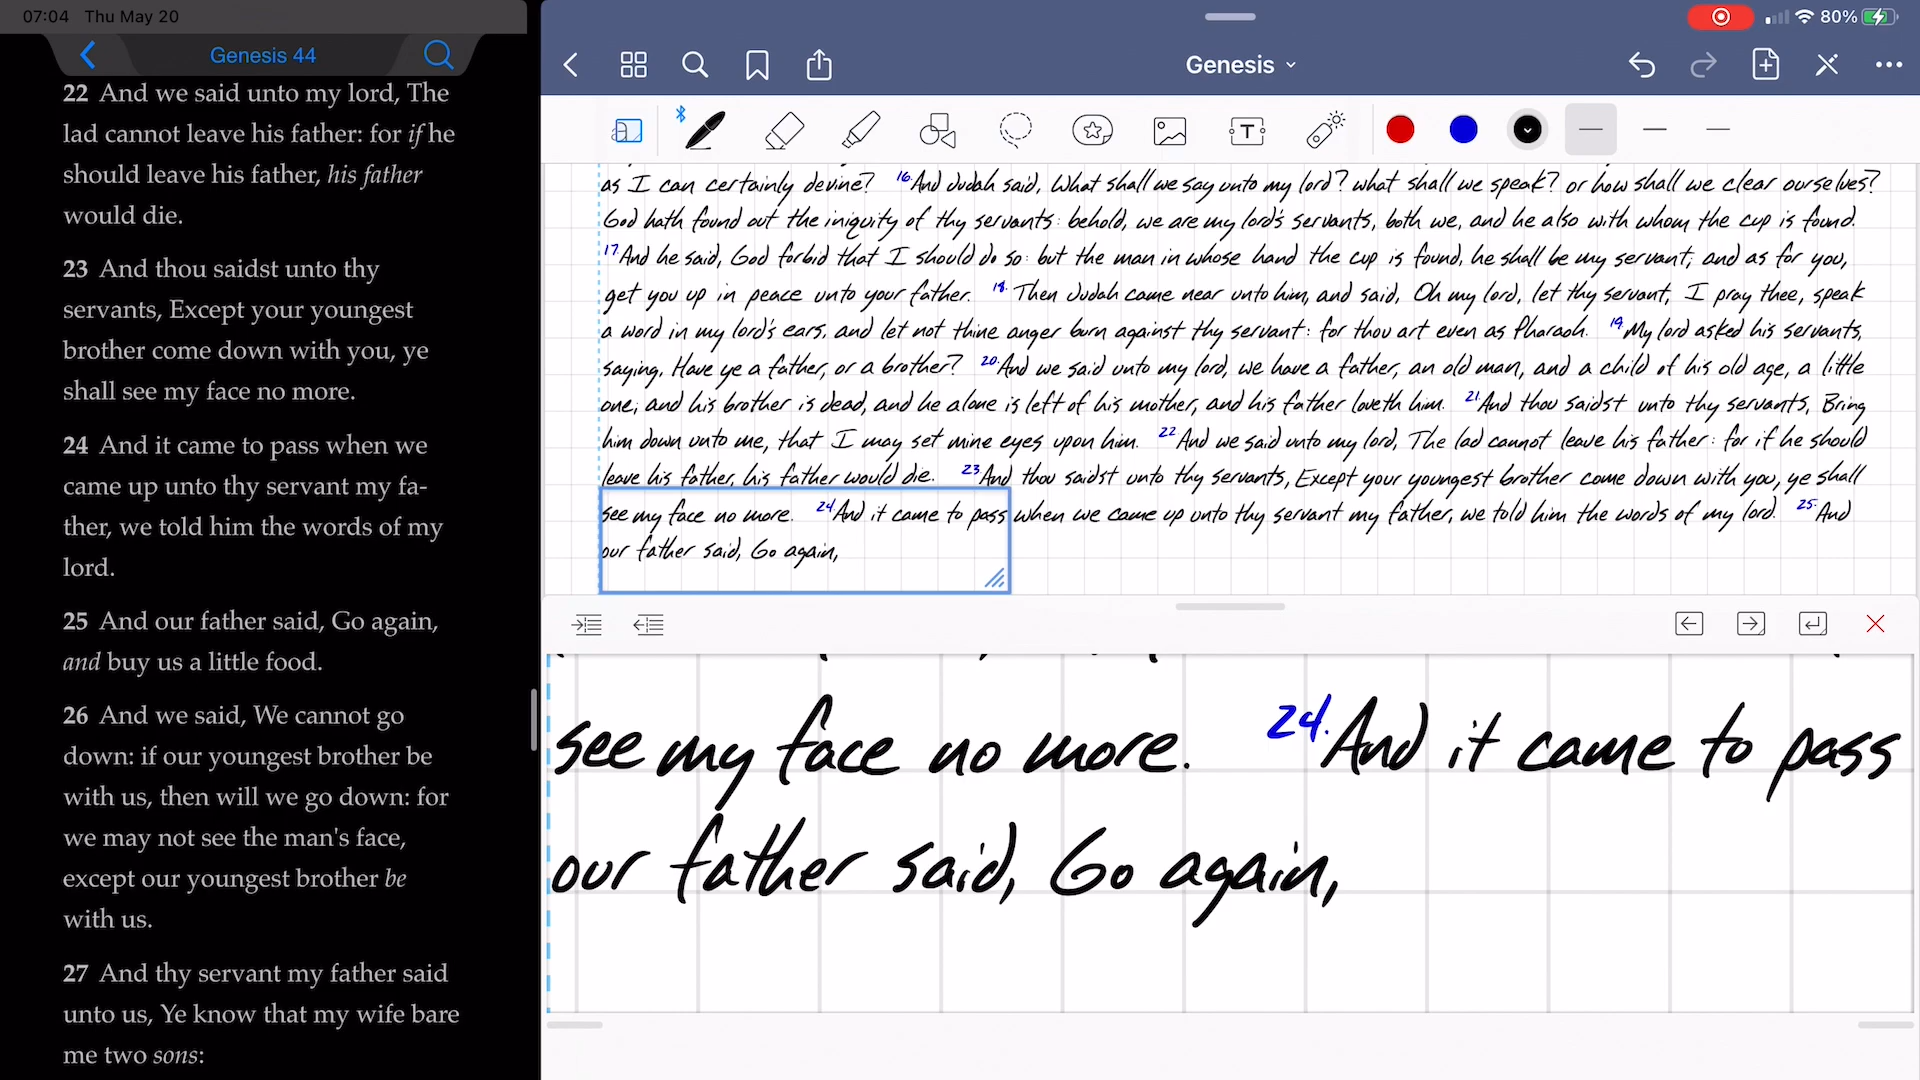 07:04 Thu May 20
Genesis 44
22 And we said unto my lord, The
lad cannot leave his father: for if he
should leave his father, his father
would die.
23 And thou saidst unto thy
servants, Except your youngest
brother come down with you, ye
shall see my face no more.
24 And it came to pass when we
came up unto thy servant my fa-
ther, we told him the words of my
lord.
25 And our father said, Go again,
and buy us a little food.
26 And we said, We cannot go
down: if our youngest brother be
with us, then will we go down: for
we may not see the man's face,
except our youngest brother be
with us.
27 And thy servant my father said
unto us, Ye know that my wife bare
me two sons:
80%
Genesis
as I can certainly devine? 16. And Judah said, What shall we say unto my lord? what shall we speak? or how shall we clear ourselves?
God hath found out the iniquity of thy servants: behold, we are my lord's servants, both we, and he also with whom the cup is found.
17. And he said, God forbid that I should do so: but the man in whose hand the cup is found, he shall be my servant; and as for you,
get you up in peace unto your father. 18. Then Judah came near unto him, and said, Oh my lord, let thy servant, I pray thee, speak
a word in my lord's ears, and let not thine anger burn against thy servant: for thou art even as Pharaoh. 19. My lord asked his servants,
saying, Have ye a father, or a brother? 20. And we said unto my lord, we have a father, an old man, and a child of his old age, a little
one; and his brother is dead, and he alone is left of his mother, and his father loveth him. 21. And thou saidst unto thy servants, Bring
him down unto me, that I may set mine eyes upon him. 22 And we said unto my lord, The lad cannot leave his father: for if he should
leave his father, his father would die. 23 And thou saidst unto thy servants, Except your youngest brother come down with you, ye shall
see my face no more. 24. And it came to pass when we came up unto thy servant my father, we told him the words of my lord. 25. And
our father said, Go again,
see my face no more. 24. And it came to pass
our father said, Go again,